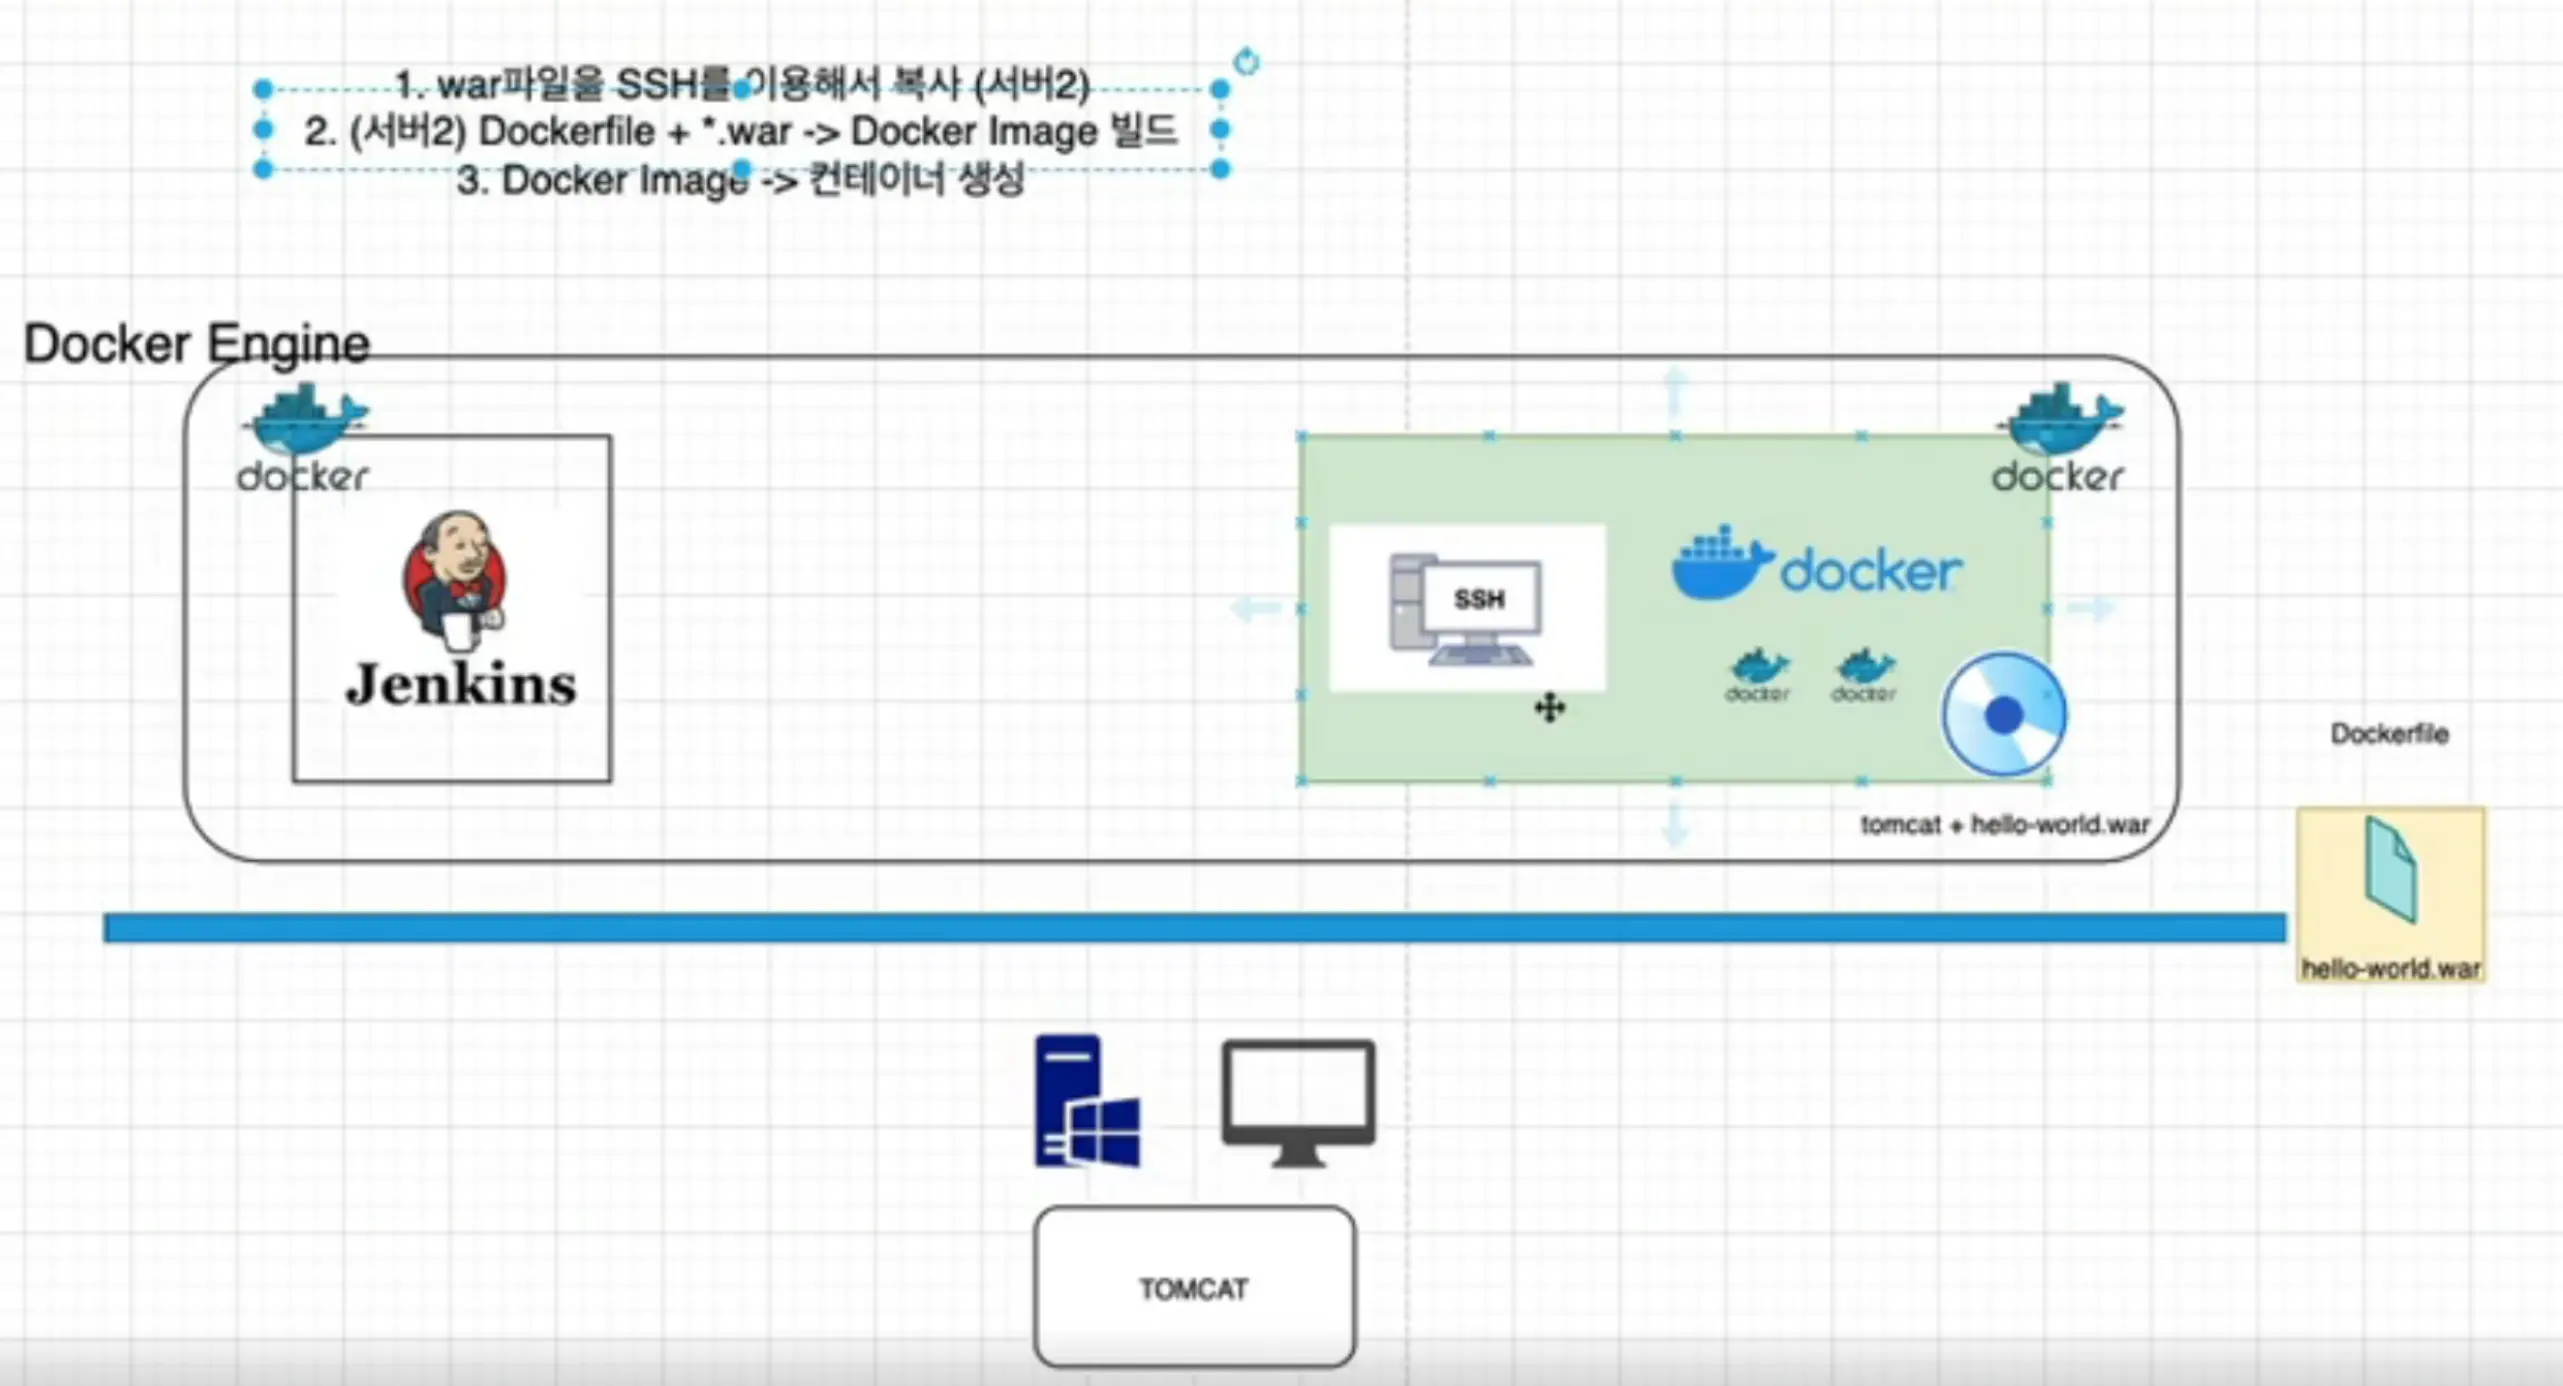 1. war파일을 SSH를 이용해서 복사 (서버2)
2. (서버2) Dockerfile + *.war -> Docker Image 빌드
3. Docker Image -> 컨테이너 생성
Docker Engine
docker
Jenkins
docker
SSH
docker
docker
docker
tomcat + hello-world.war
Dockerfile
hello-world.war
TOMCAT